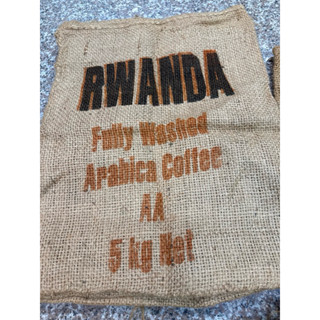 RWANDA
Fully Washed
Arabica Coffee
AA
5 kg Net